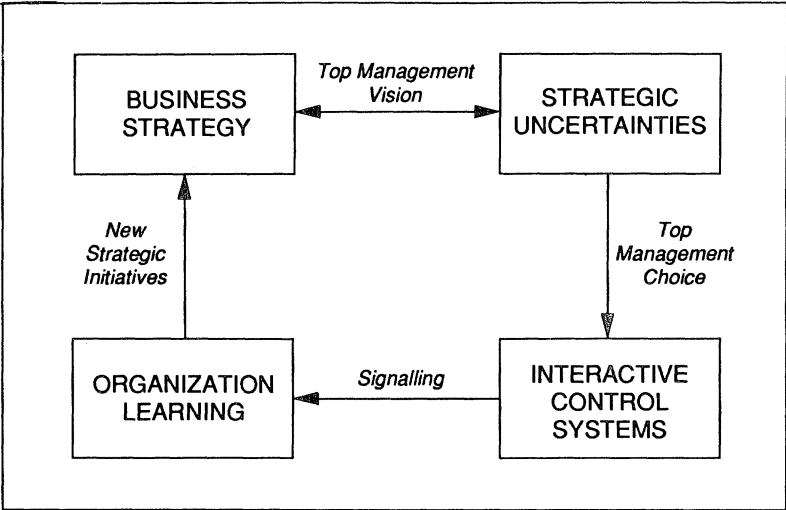 BUSINESS
STRATEGY
Top Management
Vision
STRATEGIC
UNCERTAINTIES
New
Strategic
Initiatives
Top
Management
Choice
ORGANIZATION
LEARNING
Signalling
INTERACTIVE
CONTROL
SYSTEMS